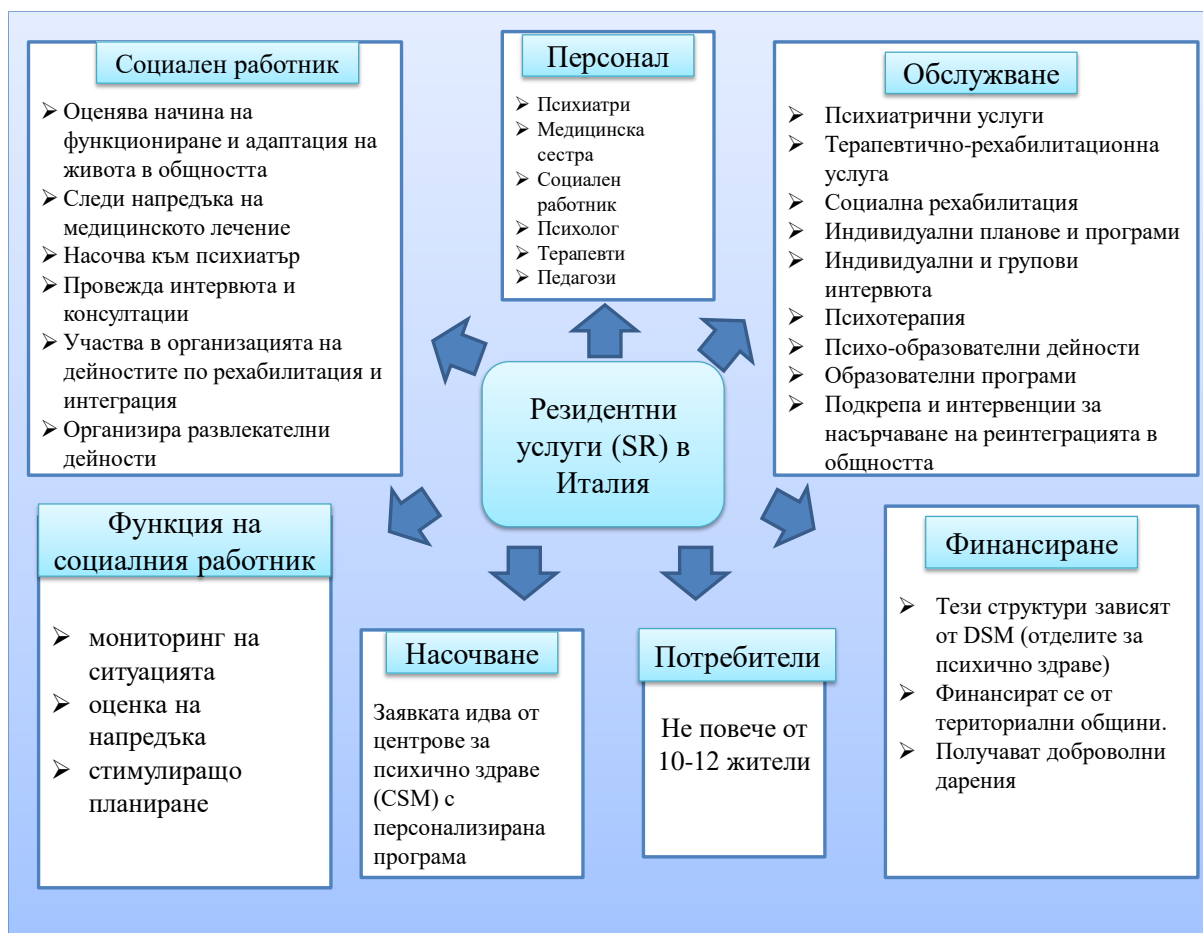 Социален работник
➢ Оценява начина на
функциониране и адаптация на
живота в общността
➢ Следи напредъка на
медицинското лечение
➢ Насочва към психиатър
➢ Провежда интервюта и
консултации
➢ Участва в организацията на
дейностите по рехабилитация и
интеграция
➢ Организира развлекателни
дейности
Персонал
➢ Психиатри
➢ Медицинска
сестра
➢ Социален
работник
➢ Психолог
➢ Терапевти
➢ Педагози
Обслужване
➢ Психиатрични услуги
➢ Терапевтично-рехабилитационна
услуга
➢ Социална рехабилитация
➢ Индивидуални планове и програми
➢ Индивидуални и групови
интервюта
➢ Психотерапия
➢ Психо-образователни дейности
➢ Образователни програми
➢ Подкрепа и интервенции за
насърчаване на реинтеграцията в
общността
Резидентни
услуги (SR) в
Италия
Функция на
социалния работник
➢ мониторинг на
ситуацията
➢ оценка на
напредъка
➢ стимулиращо
планиране
Насочване
Заявката идва от
центрове за
психично здраве
(CSM) с
персонализирана
програма
Потребители
Не повече от
10-12 жители
Финансиране
➢ Тези структури зависят
от DSM (отделите за
психично здраве)
➢ Финансират се от
териториални общини.
➢ Получават доброволни
дарения